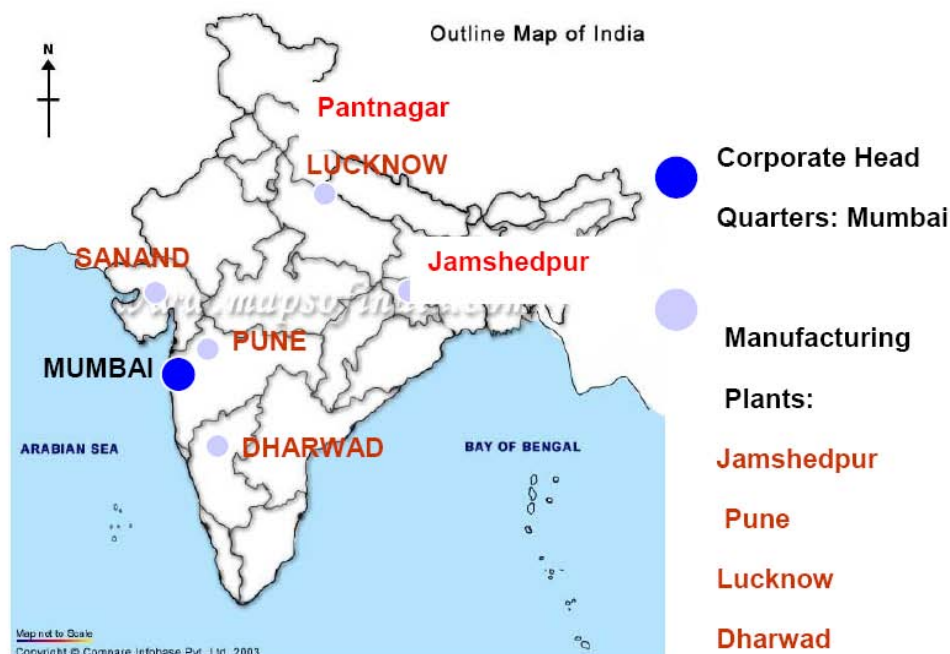 Outline Map of India
N
Pantnagar
LUCKNOW
SANAND
Jamshedpur
PUNE
MUMBAI
DHARWAD
ARABIAN SEA
BAY OF BENGAL
Map not to Scale
Copyright © Compare Infobase Pvt. Ltd. 2003
Corporate Head
Quarters: Mumbai
Manufacturing
Plants:
Jamshedpur
Pune
Lucknow
Dharwad